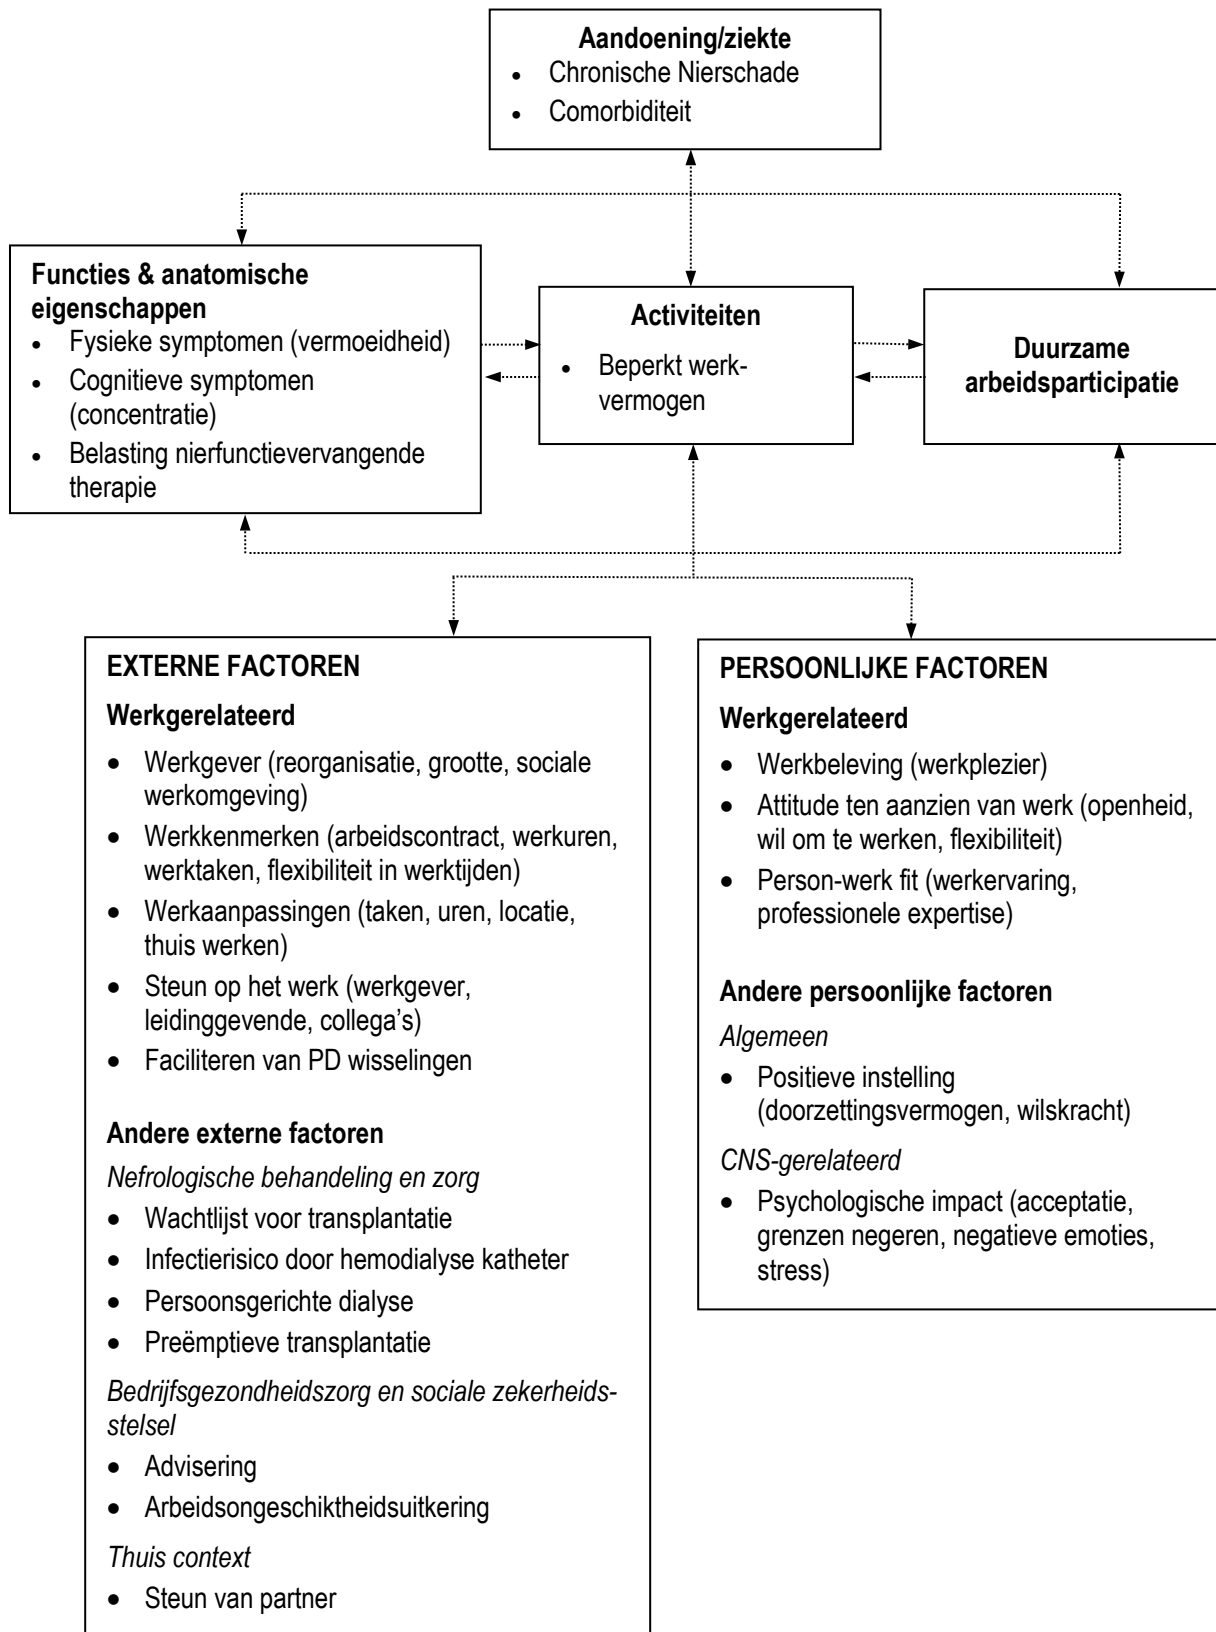 Aandoening/ziekte
• Chronische Nierschade
• Comorbiditeit
Functies & anatomische
eigenschappen
• Fysieke symptomen (vermoeidheid)
• Cognitieve symptomen
(concentratie)
• Belasting nierfunctievervangende
therapie
Activiteiten
• Beperkt werk-
vermogen
Duurzame
arbeidsparticipatie
EXTERNE FACTOREN
Werkgerelateerd
• Werkgever (reorganisatie, grootte, sociale
werkomgeving)
• Werkkenmerken (arbeidscontract, werkuren,
werktaken, flexibiliteit in werktijden)
• Werkaanpassingen (taken, uren, locatie,
thuis werken)
• Steun op het werk (werkgever,
leidinggevende, collega’s)
• Faciliteren van PD wisselingen
Andere externe factoren
Nefrologische behandeling en zorg
• Wachtlijst voor transplantatie
• Infectierisico door hemodialyse katheter
• Persoonsgerichte dialyse
• Preëmptieve transplantatie
Bedrijfsgezondheidszorg en sociale zekerheids-
stelsel
• Advisering
• Arbeidsongeschiktheidsuitkering
Thuis context
• Steun van partner
PERSOONLIJKE FACTOREN
Werkgerelateerd
• Werkbeleving (werkplezier)
• Attitude ten aanzien van werk (openheid,
wil om te werken, flexibiliteit)
• Person-werk fit (werkervaring,
professionele expertise)
Andere persoonlijke factoren
Algemeen
• Positieve instelling
(doorzettingsvermogen, wilskracht)
CNS-gerelateerd
• Psychologische impact (acceptatie,
grenzen negeren, negatieve emoties,
stress)